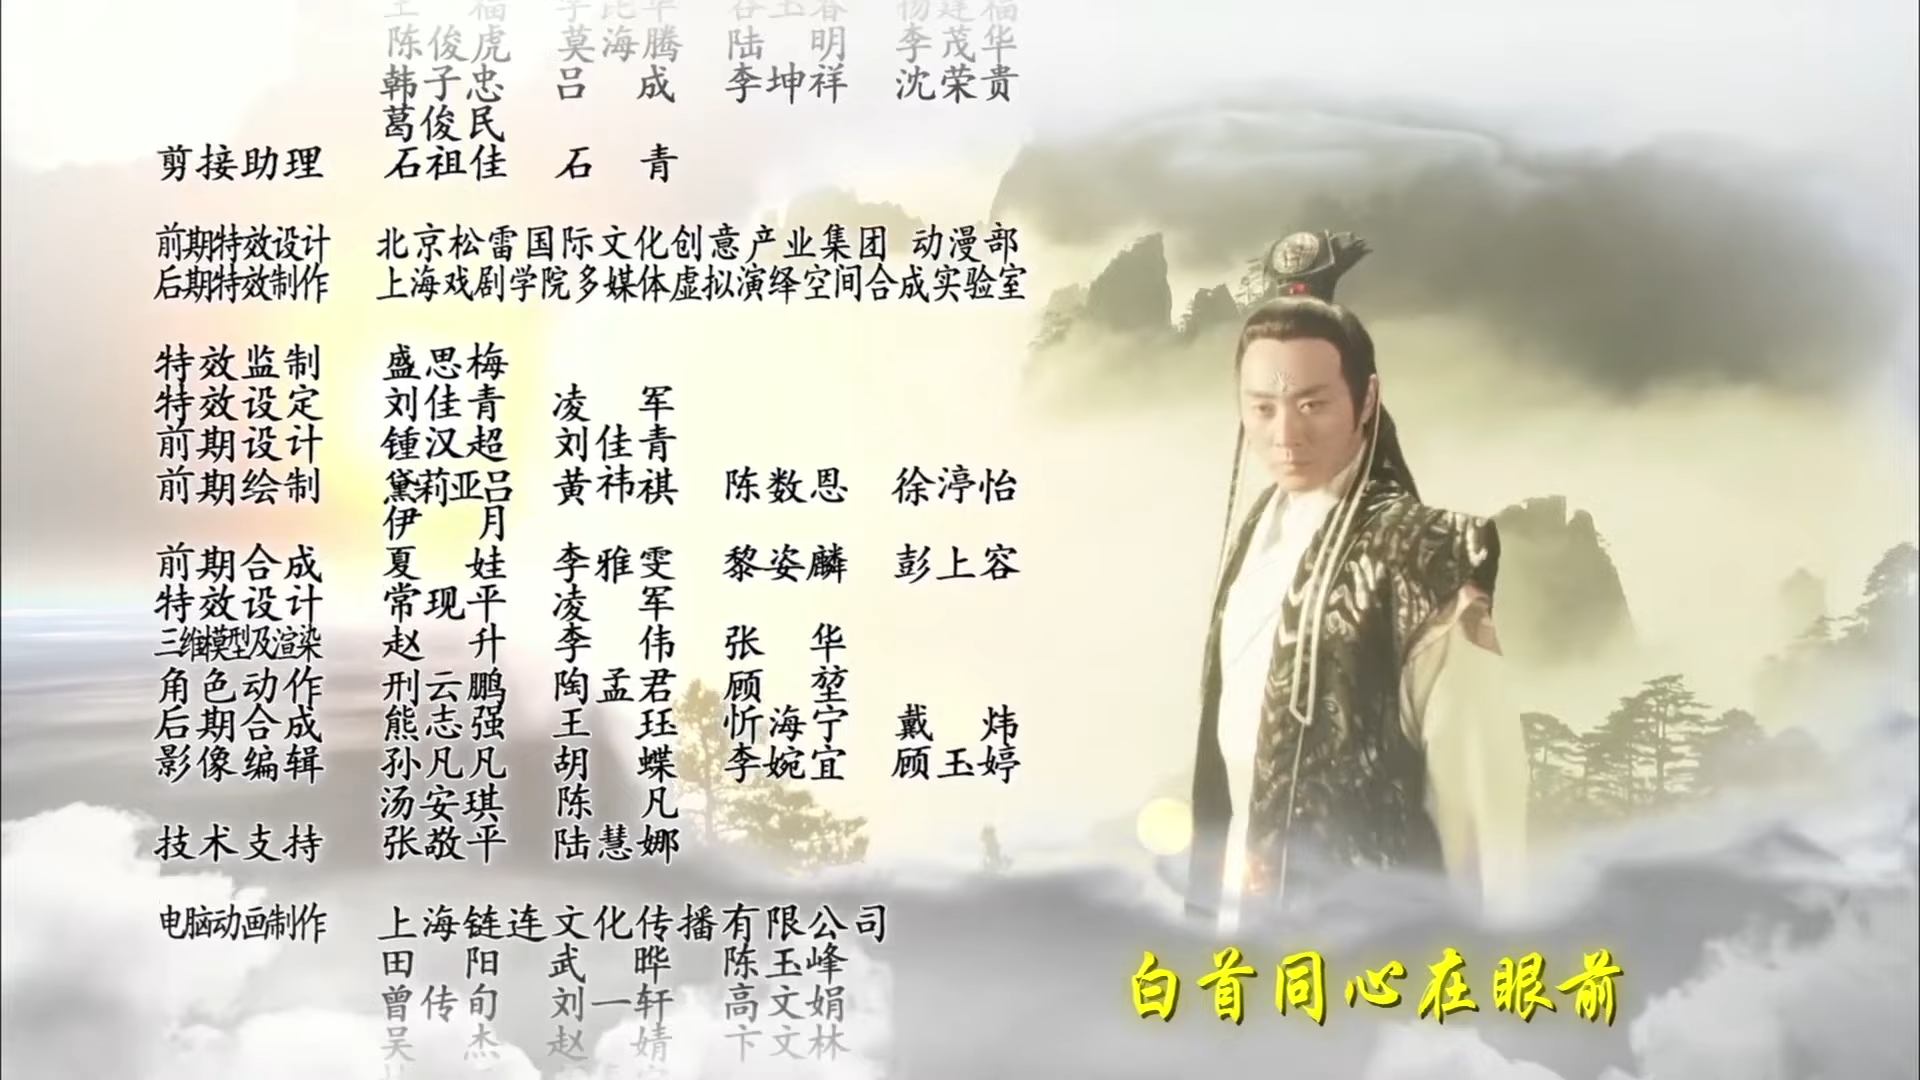 陈俊虎 莫海腾 陆明 李茂华
韩子忠 吕成 李坤祥 沈荣贵
葛俊民
剪接助理 石祖佳 石青
前期特效设计 北京松雷国际文化创意产业集团 动漫部
后期特效制作 上海戏剧学院多媒体虚拟演绎空间合成实验室
特效监制 盛思梅
特效设定 刘佳青 凌军
前期设计 锺汉超 刘佳青
前期绘制 黛莉亚吕 黄祎祺 陈数恩 徐渟怡
伊月
前期合成 夏娃 李雅雯 黎姿麟 彭上容
特效设计 常现平 凌军
三维模型及渲染 赵升 李伟 张华
角色动作 刑云鹏 陶孟君 顾堃
后期合成 熊志强 王珏 忻海宁 戴炜
影像编辑 孙凡凡 胡蝶 李婉宜 顾玉婷
汤安琪 陈凡
技术支持 张敬平 陆慧娜
电脑动画制作 上海链连文化传播有限公司
田阳 武晔 陈玉峰
曾传旬 刘一轩 高文娟
吴杰 赵婧 卞文林
白首同心在眼前